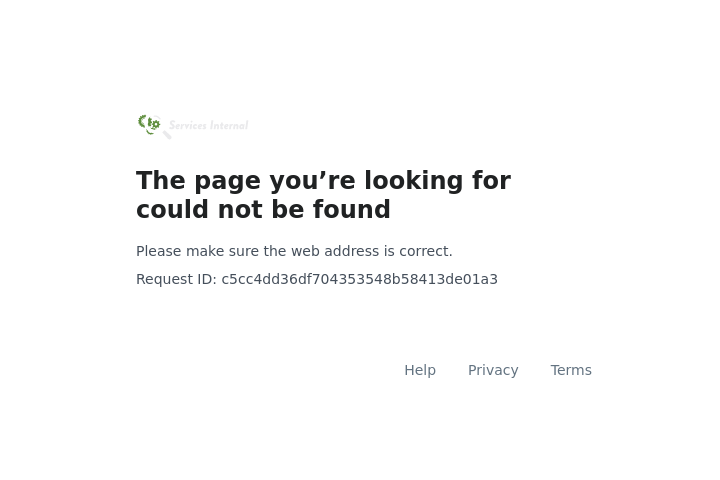 Services Internal
The page you’re looking for
could not be found
Please make sure the web address is correct.
Request ID: c5cc4dd36df704353548b58413de01a3
Help Privacy Terms